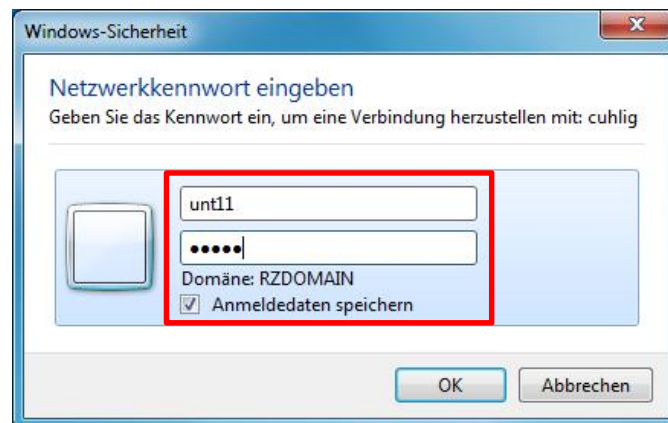 Windows-Sicherheit
Netzwerkkennwort eingeben
Geben Sie das Kennwort ein, um eine Verbindung herzustellen mit: cuhlig
unt11
●●●●●
Domäne: RZDOMAIN
Anmeldedaten speichern
OK Abbrechen